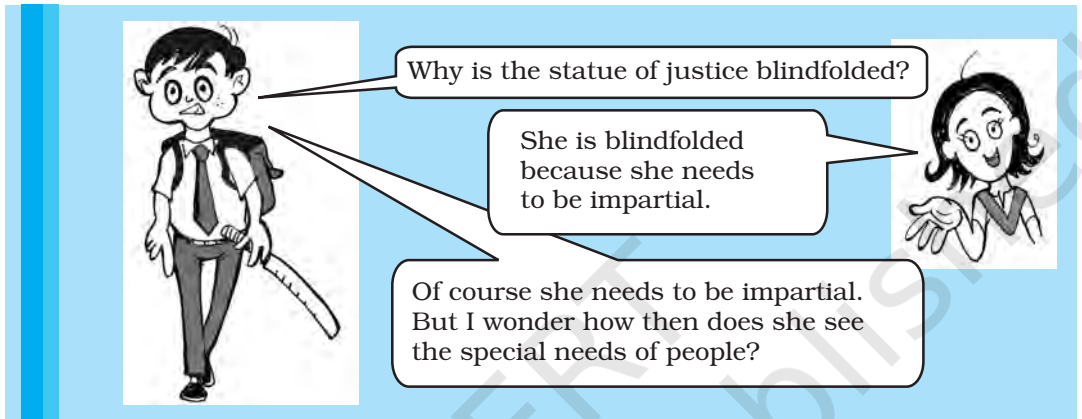 Why is the statue of justice blindfolded?
She is blindfolded
because she needs
to be impartial.
Of course she needs to be impartial.
But I wonder how then does she see
the special needs of people?